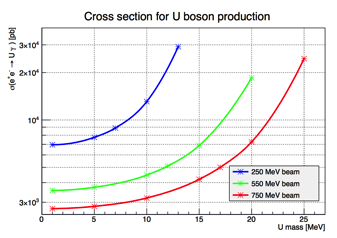 Cross section for U boson production
σ(e⁺e⁻ → U γ) [pb]
3×10⁴
2×10⁴
10⁴
3×10³
250 MeV beam
550 MeV beam
750 MeV beam
0 5 10 15 20 25
U mass [MeV]